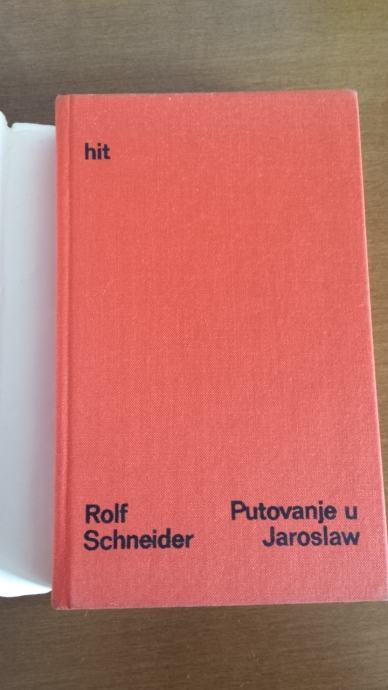 hit
Rolf
Schneider
Putovanje u
Jaroslaw